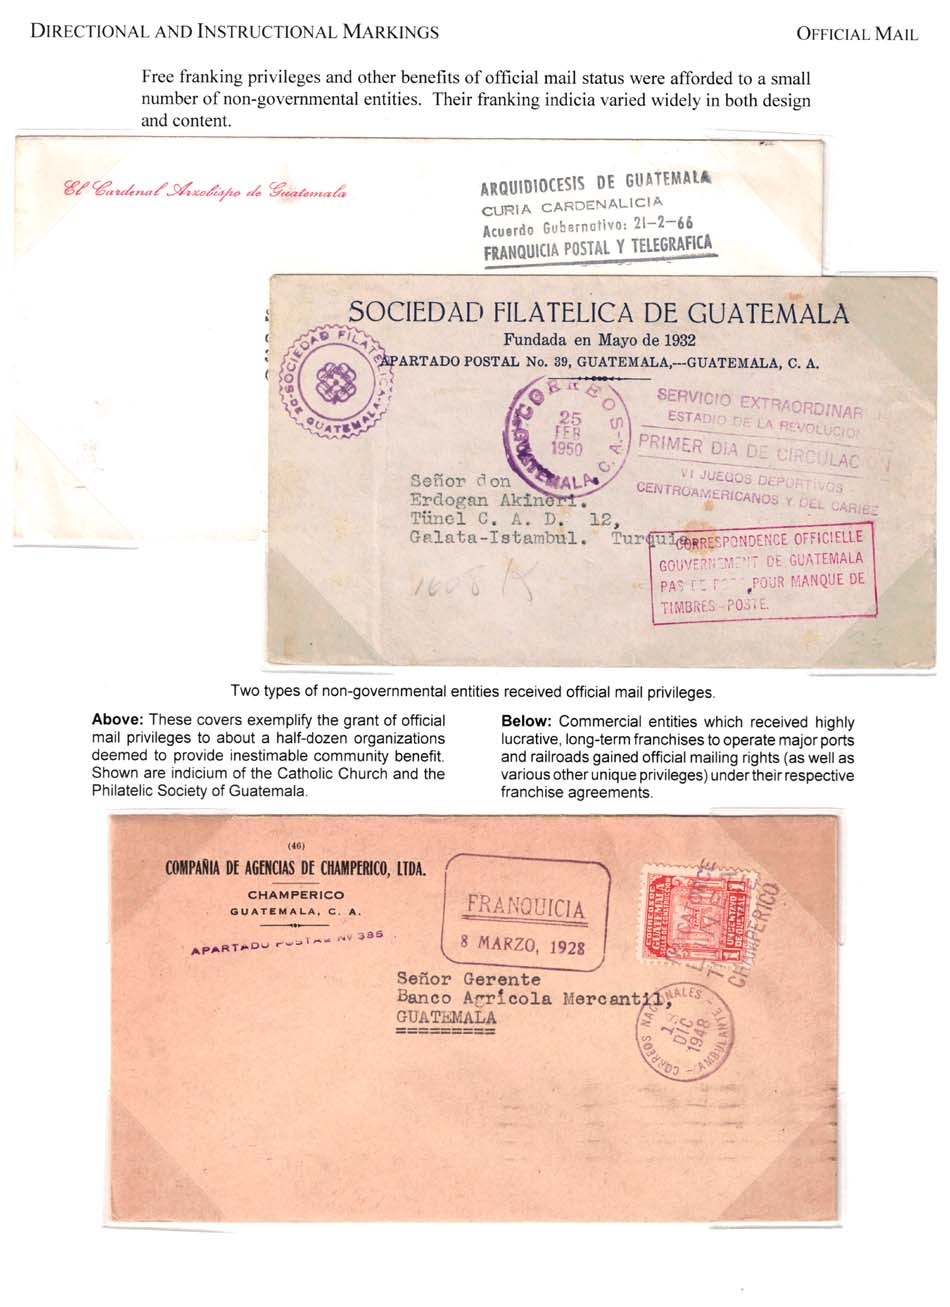 DIRECTIONAL AND INSTRUCTIONAL MARKINGS
OFFICIAL MAIL
Free franking privileges and other benefits of official mail status were afforded to a small
number of non-governmental entities. Their franking indicia varied widely in both design
and content.
El Cardenal Arzobispo de Guatemala
ARQUIDIOCESIS DE GUATEMALA
CURIA CARDENALICIA
Acuerdo Gubernativo: 21-2-66
FRANQUICIA POSTAL Y TELEGRAFICA
SOCIEDAD FILATELICA DE GUATEMALA
Fundada en Mayo de 1932
APARTADO POSTAL No. 39, GUATEMALA,---GUATEMALA, C. A.
SOCIEDAD FILATELICA
DE GUATEMALA
CORREOS
25
FEB
1950
GUATEMALA, C. A.
SERVICIO EXTRAORDINAR
ESTADIO DE LA REVOLUCION
PRIMER DIA DE CIRCULACION
VI JUEGOS DEPORTIVOS
CENTROAMERICANOS Y DEL CARIBE
Señor don
Erdogan Akineri.
Tünel C. A. D. 12,
Galata-Istambul. Turquia
CORRESPONDENCE OFFICIELLE
GOUVERNEMENT DE GUATEMALA
PAS DE POUR MANQUE DE
TIMBRES-POSTE.
1608 K
Two types of non-governmental entities received official mail privileges.
Above: These covers exemplify the grant of official
mail privileges to about a half-dozen organizations
deemed to provide inestimable community benefit.
Shown are indicium of the Catholic Church and the
Philatelic Society of Guatemala.
Below: Commercial entities which received highly
lucrative, long-term franchises to operate major ports
and railroads gained official mailing rights (as well as
various other unique privileges) under their respective
franchise agreements.
(46)
COMPAÑIA DE AGENCIAS DE CHAMPERICO, LTDA.
CHAMPERICO
GUATEMALA, C. A.
APARTADO POSTAL Nº 385
FRANQUICIA
8 MARZO, 1928
CORREOS DE
GUATEMALA
1 UN CENTAVO
DE QUETZAL 1
CHAMPERICO
Señor Gerente
Banco Agrícola Mercantil,
GUATEMALA
CORREOS NACIONALES - AMBULANTE -
DIC
1948